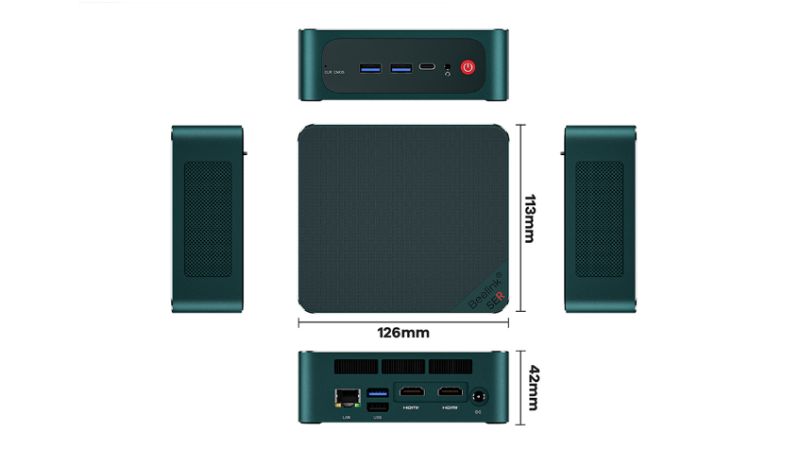 CLR CMOS
113mm
Beelink®
SER
126mm
42mm
LAN
USB
HDMI
HDMI
DC